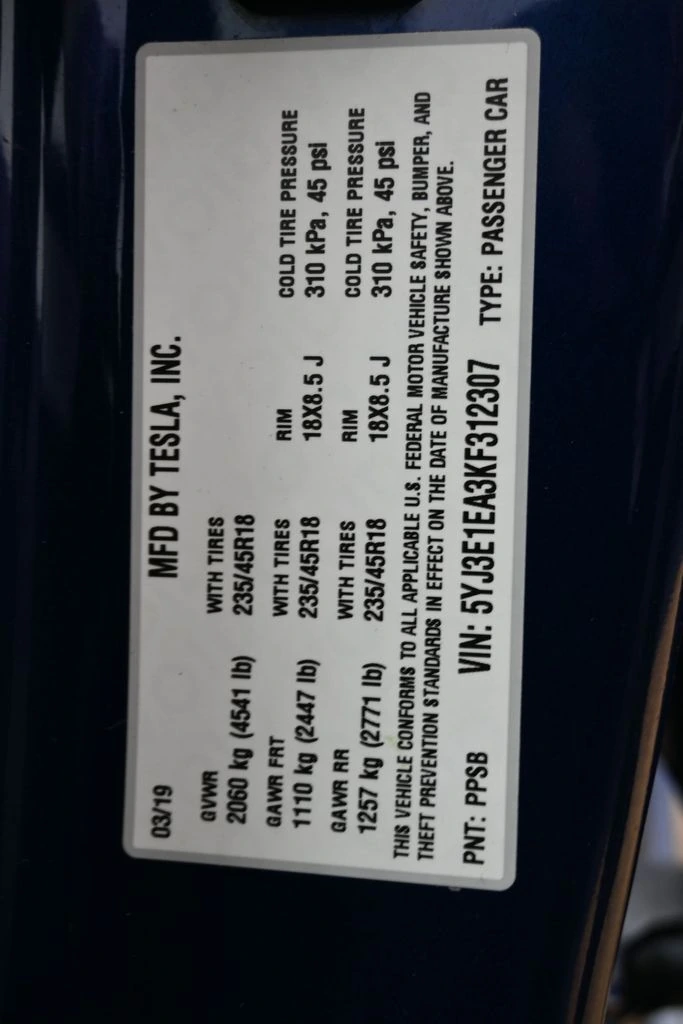 03/19 MFD BY TESLA, INC.
GVWR WITH TIRES
2060 kg (4541 lb) 235/45R18
GAWR FRT WITH TIRES RIM COLD TIRE PRESSURE
1110 kg (2447 lb) 235/45R18 18X8.5 J 310 kPa, 45 psi
GAWR RR WITH TIRES RIM COLD TIRE PRESSURE
1257 kg (2771 lb) 235/45R18 18X8.5 J 310 kPa, 45 psi
THIS VEHICLE CONFORMS TO ALL APPLICABLE U.S. FEDERAL MOTOR VEHICLE SAFETY, BUMPER, AND
THEFT PREVENTION STANDARDS IN EFFECT ON THE DATE OF MANUFACTURE SHOWN ABOVE.
PNT: PPSB VIN: 5YJ3E1EA3KF312307 TYPE: PASSENGER CAR